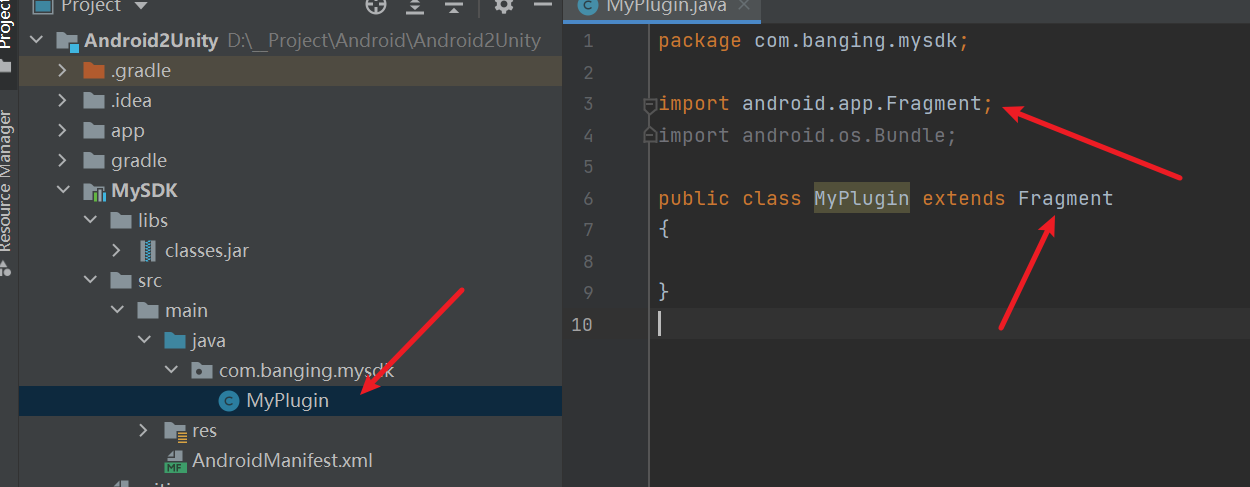 Project
Android2Unity D:\__Project\Android\Android2Unity
.gradle
.idea
app
gradle
MySDK
libs
classes.jar
src
main
java
com.banging.mysdk
MyPlugin
res
MF AndroidManifest.xml
Project
Resource Manager
C MyPlugin.java
1 package com.banging.mysdk;
2
3 import android.app.Fragment;
4 import android.os.Bundle;
5
6 public class MyPlugin extends Fragment
7 {
8
9 }
10